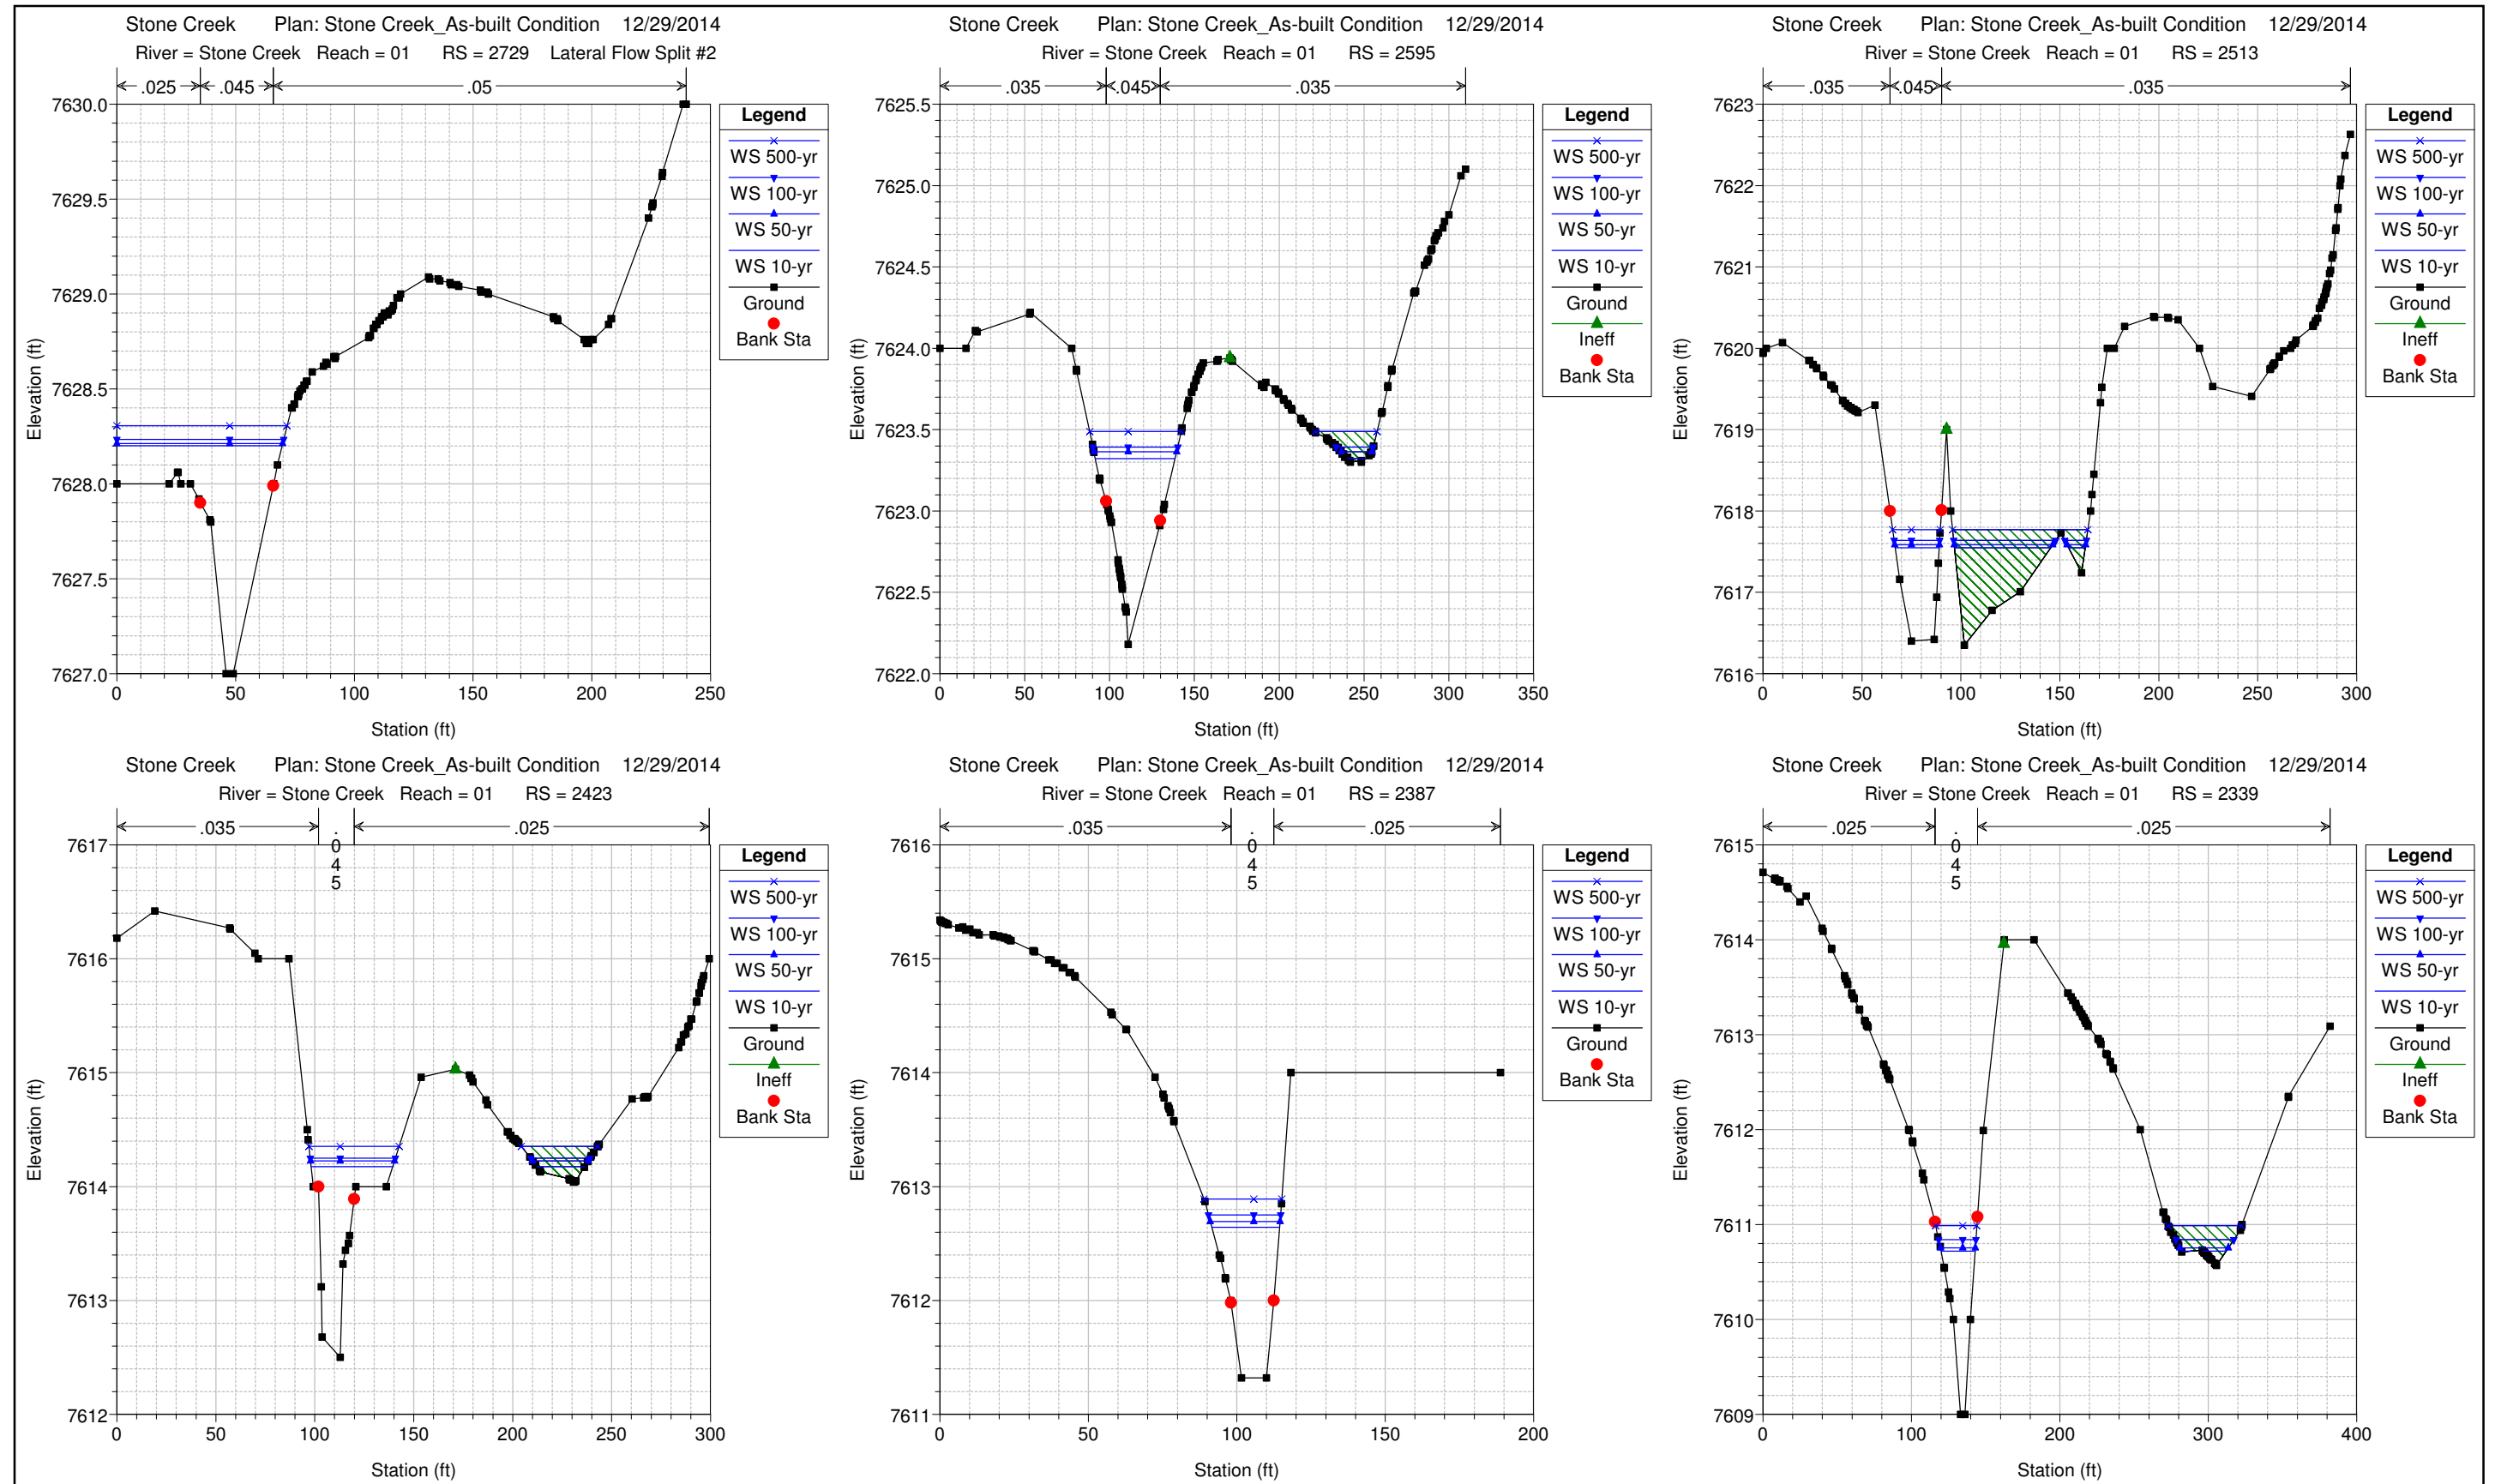 Stone Creek Plan: Stone Creek_As-built Condition 12/29/2014
River = Stone Creek Reach = 01 RS = 2729 Lateral Flow Split #2
.025 .045 .05
7630.0
7629.5
7629.0
7628.5
7628.0
7627.5
7627.0
0 50 100 150 200 250
Station (ft)
Elevation (ft)
Legend
WS 500-yr
WS 100-yr
WS 50-yr
WS 10-yr
Ground
Bank Sta
Stone Creek Plan: Stone Creek_As-built Condition 12/29/2014
River = Stone Creek Reach = 01 RS = 2595
.035 .045 .035
7625.5
7625.0
7624.5
7624.0
7623.5
7623.0
7622.5
7622.0
0 50 100 150 200 250 300 350
Station (ft)
Elevation (ft)
Legend
WS 500-yr
WS 100-yr
WS 50-yr
WS 10-yr
Ground
Ineff
Bank Sta
Stone Creek Plan: Stone Creek_As-built Condition 12/29/2014
River = Stone Creek Reach = 01 RS = 2513
.035 .045 .035
7623
7622
7621
7620
7619
7618
7617
7616
0 50 100 150 200 250 300
Station (ft)
Elevation (ft)
Legend
WS 500-yr
WS 100-yr
WS 50-yr
WS 10-yr
Ground
Ineff
Bank Sta
Stone Creek Plan: Stone Creek_As-built Condition 12/29/2014
River = Stone Creek Reach = 01 RS = 2423
.035 .045 .025
7617
7616
7615
7614
7613
7612
0 50 100 150 200 250 300
Station (ft)
Elevation (ft)
Legend
WS 500-yr
WS 100-yr
WS 50-yr
WS 10-yr
Ground
Ineff
Bank Sta
Stone Creek Plan: Stone Creek_As-built Condition 12/29/2014
River = Stone Creek Reach = 01 RS = 2387
.035 .045 .025
7616
7615
7614
7613
7612
7611
0 50 100 150 200
Station (ft)
Elevation (ft)
Legend
WS 500-yr
WS 100-yr
WS 50-yr
WS 10-yr
Ground
Bank Sta
Stone Creek Plan: Stone Creek_As-built Condition 12/29/2014
River = Stone Creek Reach = 01 RS = 2339
.025 .045 .025
7615
7614
7613
7612
7611
7610
7609
0 100 200 300 400
Station (ft)
Elevation (ft)
Legend
WS 500-yr
WS 100-yr
WS 50-yr
WS 10-yr
Ground
Ineff
Bank Sta